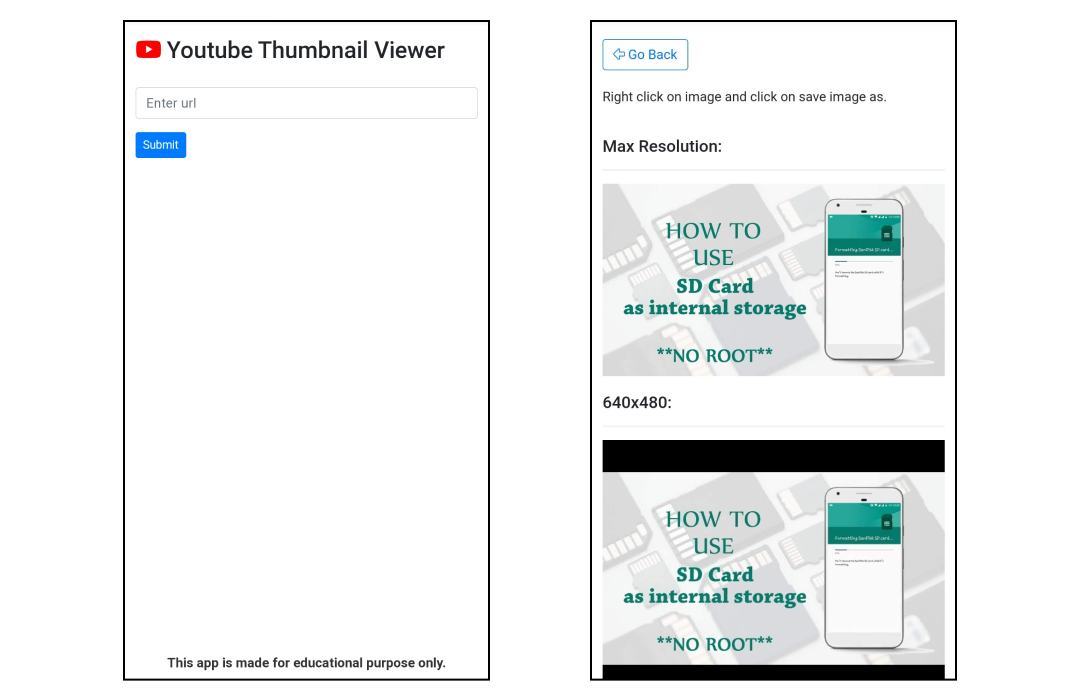 Youtube Thumbnail Viewer
Enter url
Submit
This app is made for educational purpose only.
Go Back
Right click on image and click on save image as.
Max Resolution:
HOW TO
USE
SD Card
as internal storage
**NO ROOT**
Formatting SanDisk SD card...
640x480:
HOW TO
USE
SD Card
as internal storage
**NO ROOT**
Formatting SanDisk SD card...